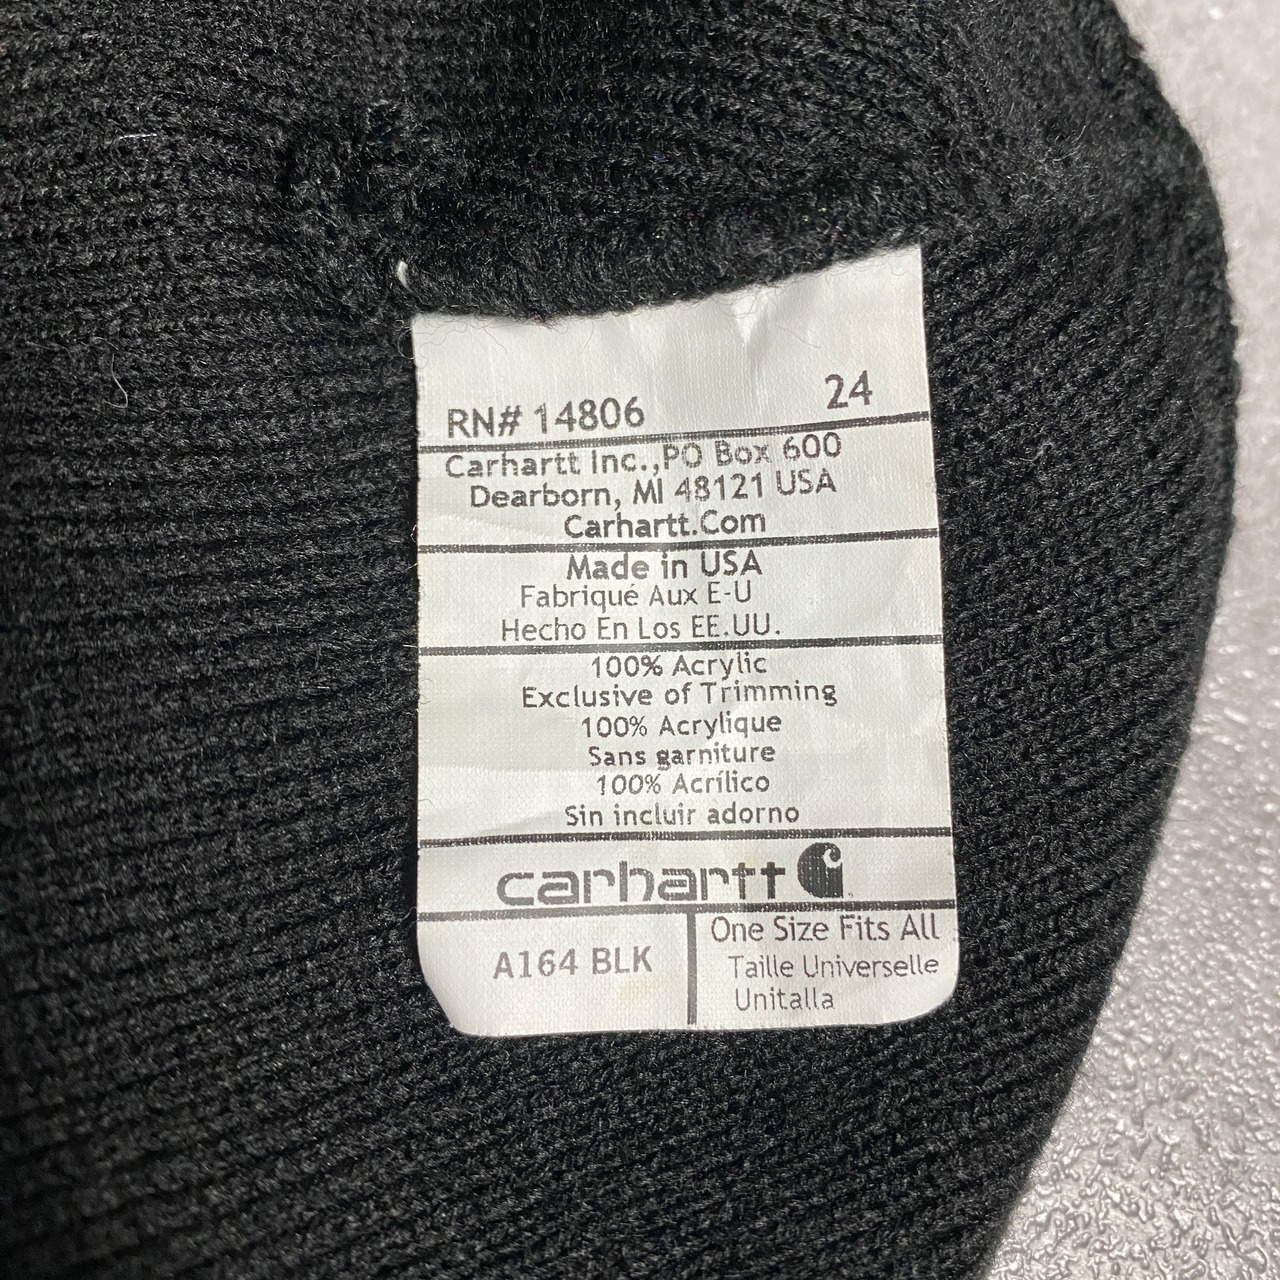 RN# 14806 24
Carhartt Inc.,PO Box 600
Dearborn, MI 48121 USA
Carhartt.Com
Made in USA
Fabriqué Aux E-U
Hecho En Los EE.UU.
100% Acrylic
Exclusive of Trimming
100% Acrylique
Sans garniture
100% Acrílico
Sin incluir adorno
carhartt
A164 BLK
One Size Fits All
Taille Universelle
Unitalla